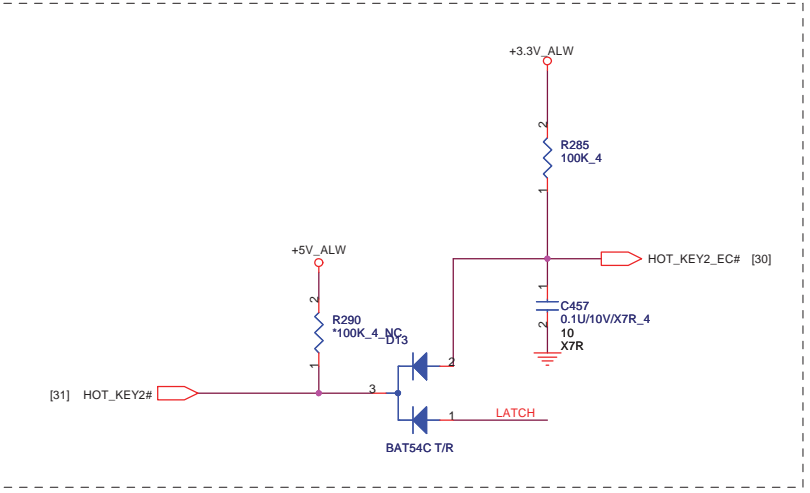 +3.3V_ALW
2
R285
100K_4
1
+5V_ALW
HOT_KEY2_EC# [30]
2
1
R290
C457
*100K_4_NC
0.1U/10V/X7R_4
D13
2
10
X7R
1
2
[31] HOT_KEY2#
3
1
LATCH
BAT54C T/R